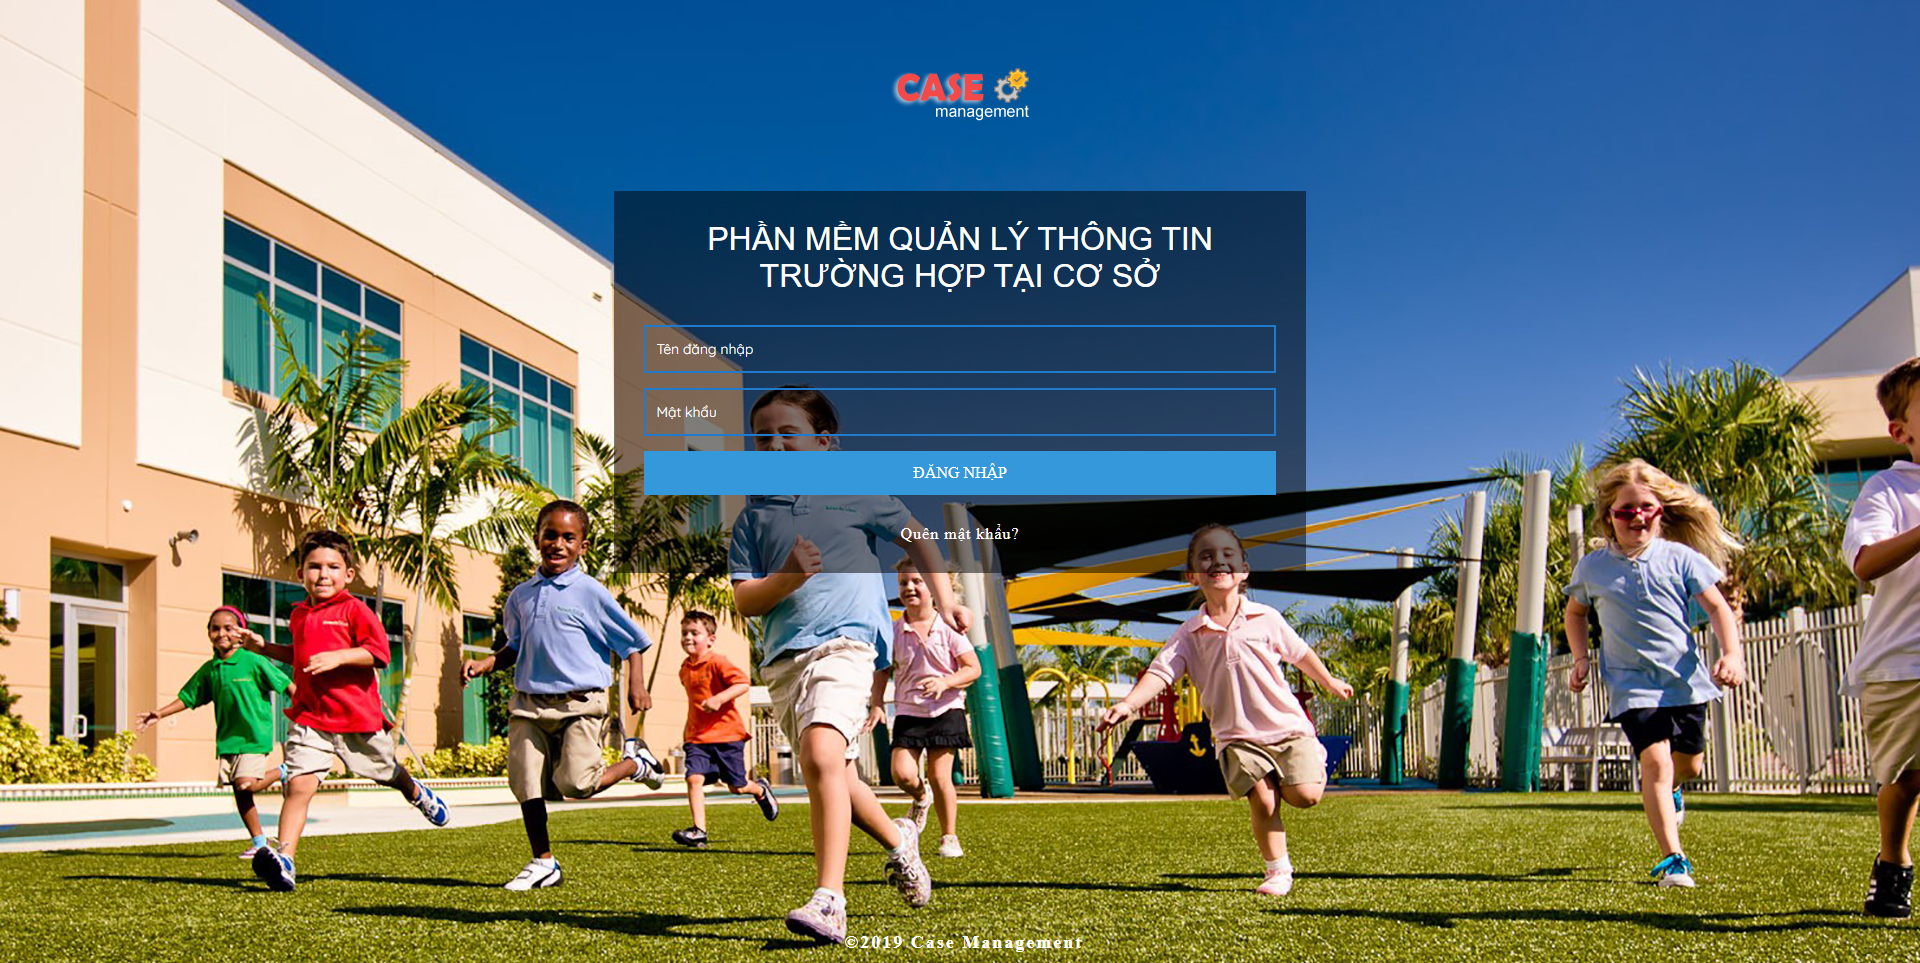 CASE
management
PHẦN MỀM QUẢN LÝ THÔNG TIN
TRƯỜNG HỢP TẠI CƠ SỞ
Tên đăng nhập
Mật khẩu
ĐĂNG NHẬP
Quên mật khẩu?
©2019 Case Management